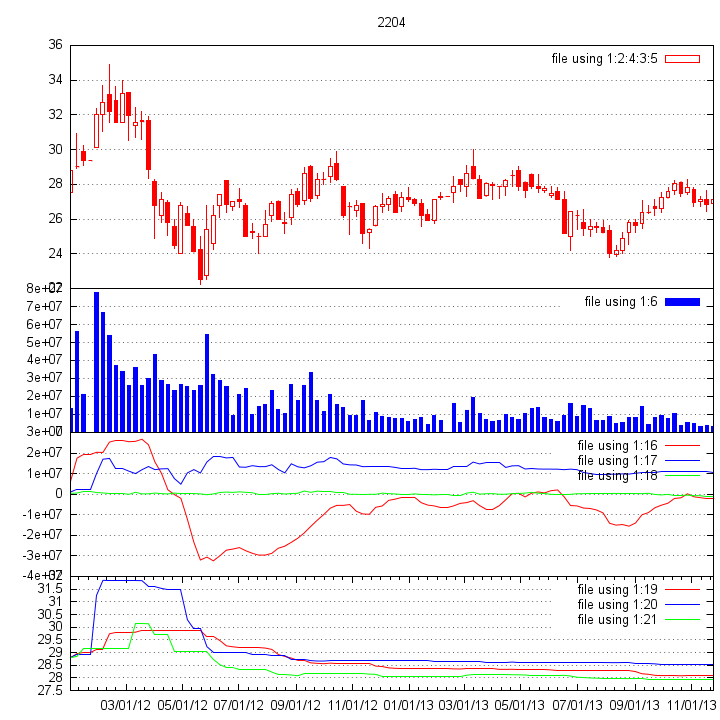 2204
36
file using 1:2:4:3:5
34
32
30
28
26
24
8e+07
file using 1:6
7e+07
6e+07
5e+07
4e+07
3e+07
2e+07
1e+07
file using 1:16
2e+07
file using 1:17
1e+07
file using 1:18
0
-1e+07
-2e+07
-3e+07
-4e+07
31.5
file using 1:19
31
file using 1:20
30.5
file using 1:21
30
29.5
29
28.5
28
27.5
03/01/12 05/01/12 07/01/12 09/01/12 11/01/12 01/01/13 03/01/13 05/01/13 07/01/13 09/01/13 11/01/13